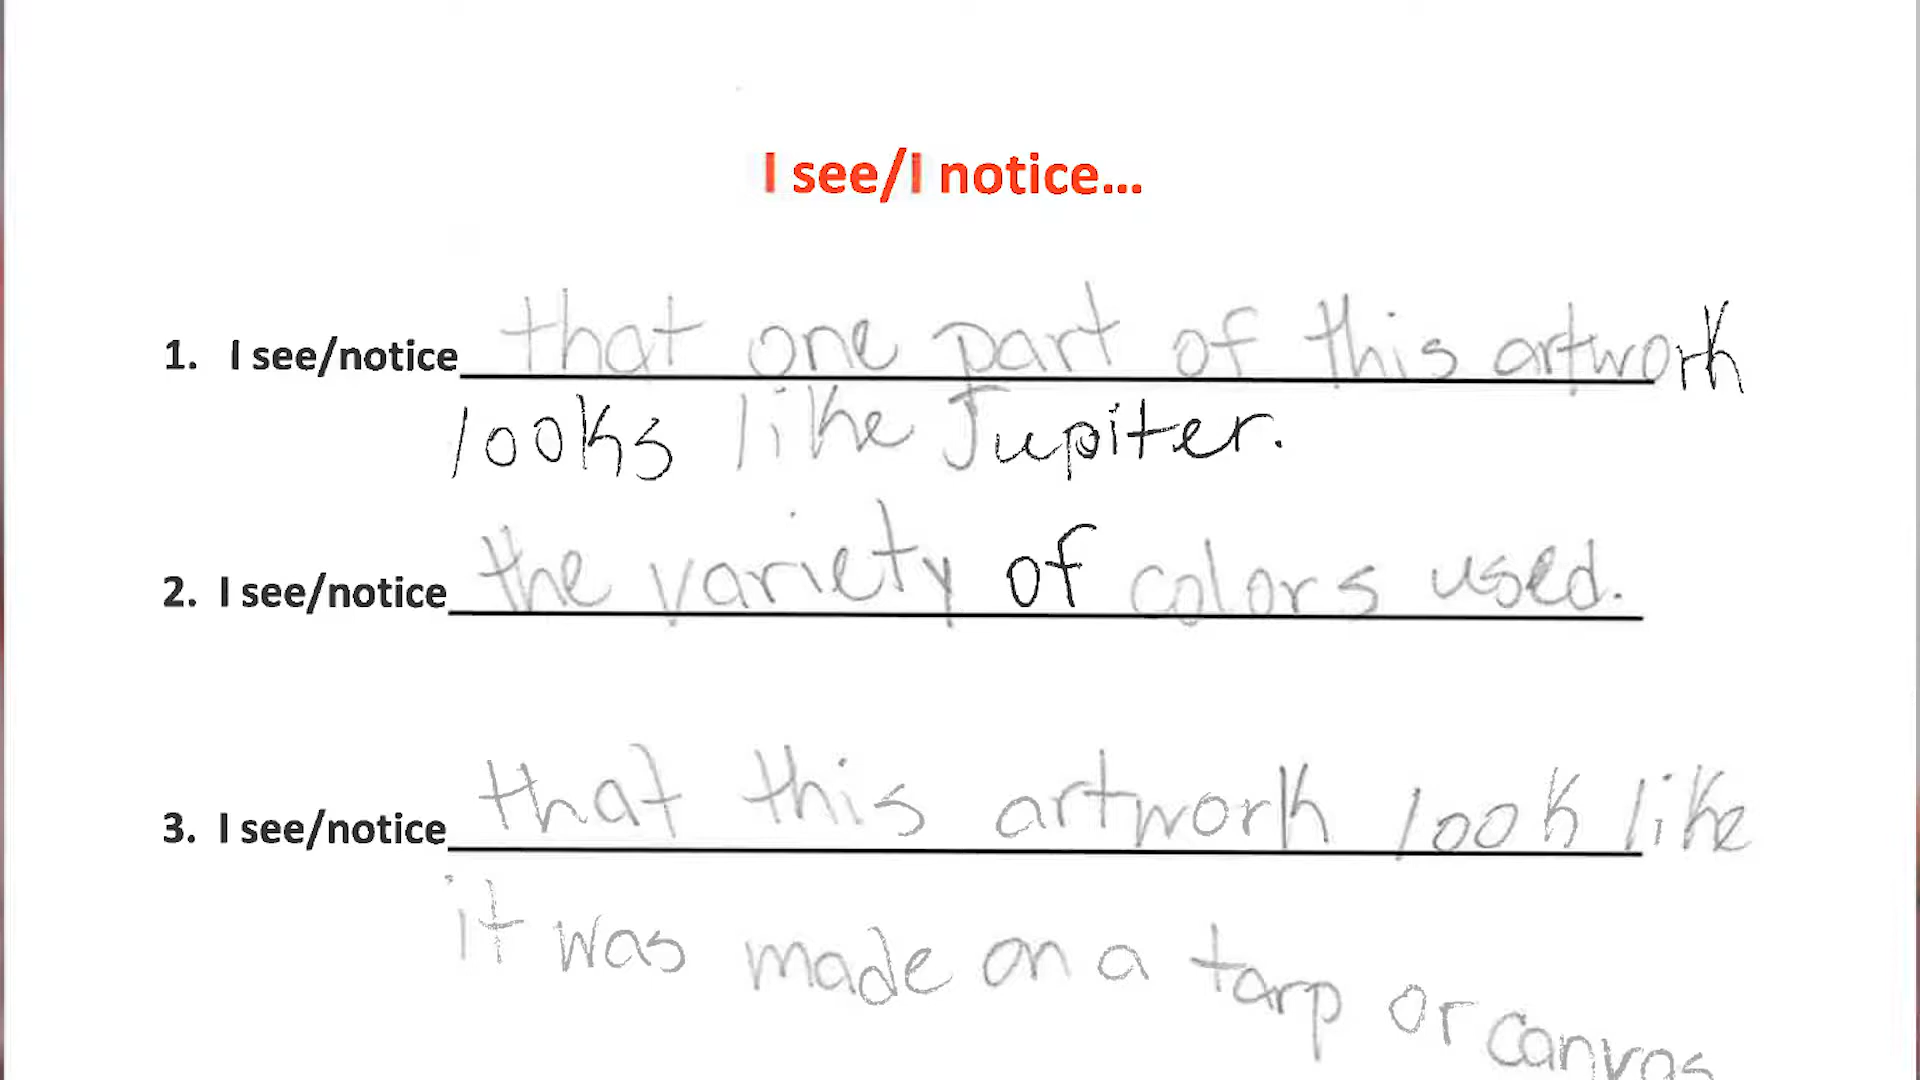 I see/I notice...
1. I see/notice that one part of this artwork
looks like Jupiter.
2. I see/notice the variety of colors used.
3. I see/notice that this artwork look like
it was made on a tarp or canvas